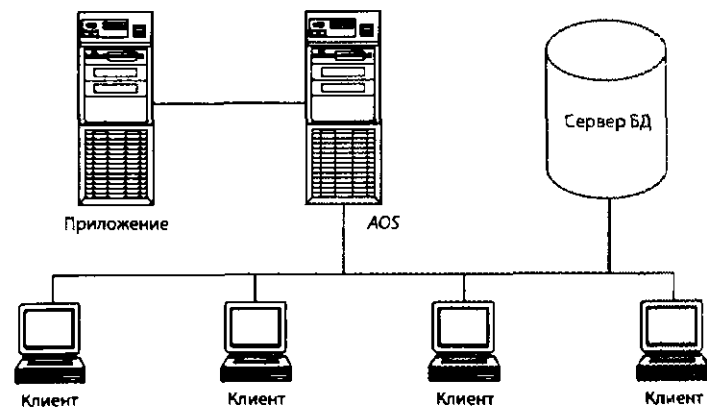 Сервер БД
Приложение
AOS
Клиент
Клиент
Клиент
Клиент